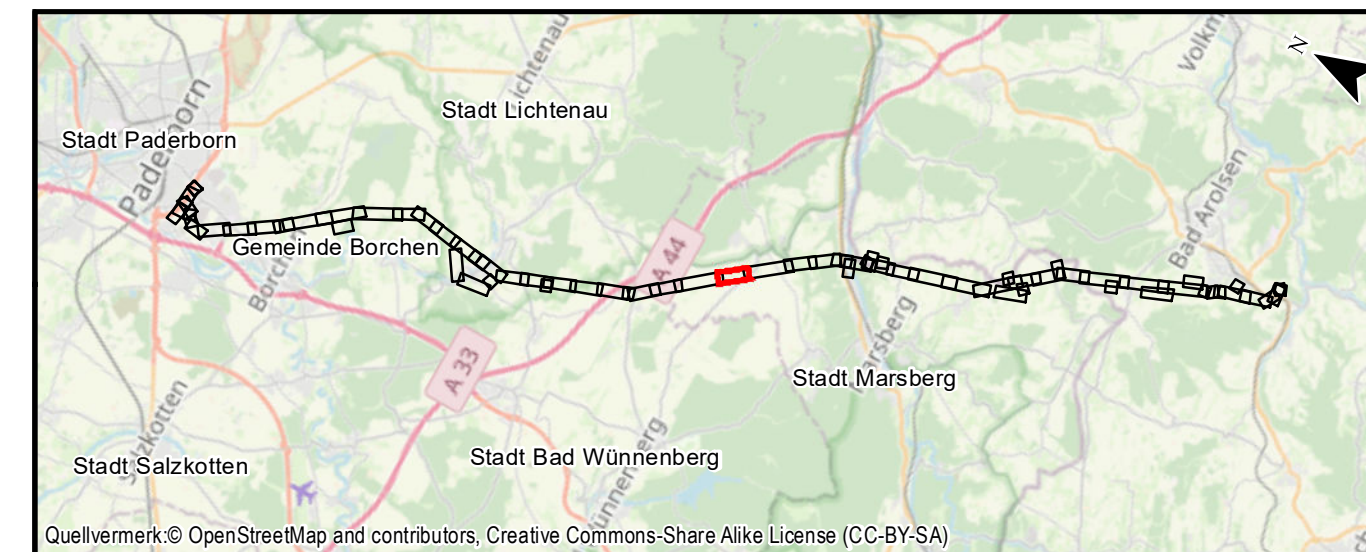 Volkm
N
Lichtenau
Stadt Lichtenau
Stadt Paderborn
Paderborn
Bad Arolsen
Gemeinde Borchen
Borchen
A 44
Marsberg
A 33
Stadt Marsberg
Salzkotten
Stadt Salzkotten
Stadt Bad Wünnenberg
Wünnenberg
Quellvermerk:© OpenStreetMap and contributors, Creative Commons-Share Alike License (CC-BY-SA)